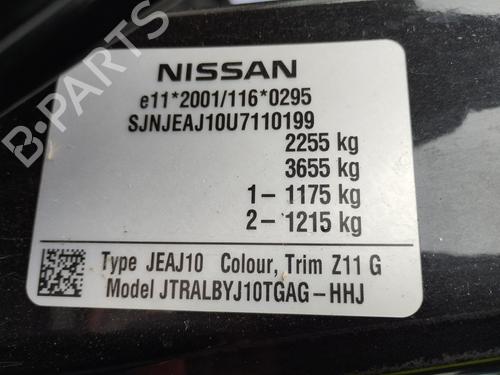 NISSAN
e11*2001/116*0295
SJNJEAJ10U7110199
2255 kg
3655 kg
1- 1175 kg
2- 1215 kg
Type JEAJ10 Colour, Trim Z11 G
Model JTRALBYJ10TGAG-HHJ
B-PARTS